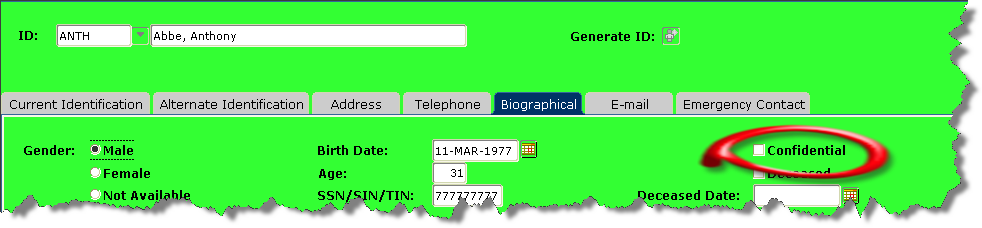 ID: ANTH Abbe, Anthony Generate ID:
Current Identification Alternate Identification Address Telephone Biographical E-mail Emergency Contact
Gender: Male Birth Date: 11-MAR-1977 Confidential
Female Age: 31 Deceased
Not Available SSN/SIN/TIN: 777777777 Deceased Date: